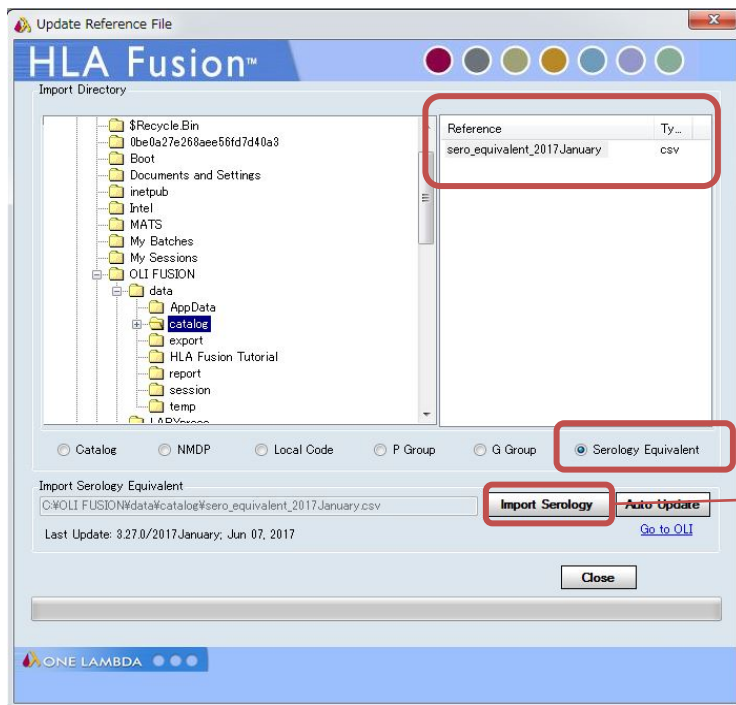 Update Reference File
HLA Fusion™
Import Directory
$Recycle.Bin
0be0a27e268aee56fd7d40a3
Boot
Documents and Settings
inetpub
Intel
MATS
My Batches
My Sessions
OLI FUSION
data
AppData
catalog
export
HLA Fusion Tutorial
report
session
temp
LABXpress
Reference Ty...
sero_equivalent_2017January csv
Catalog NMDP Local Code P Group G Group Serology Equivalent
Import Serology Equivalent
C:¥OLI FUSION¥data¥catalog¥sero_equivalent_2017January.csv Import Serology Auto Update
Last Update: 3.27.0/2017January; Jun 07, 2017 Go to OLI
Close
ONE LAMBDA